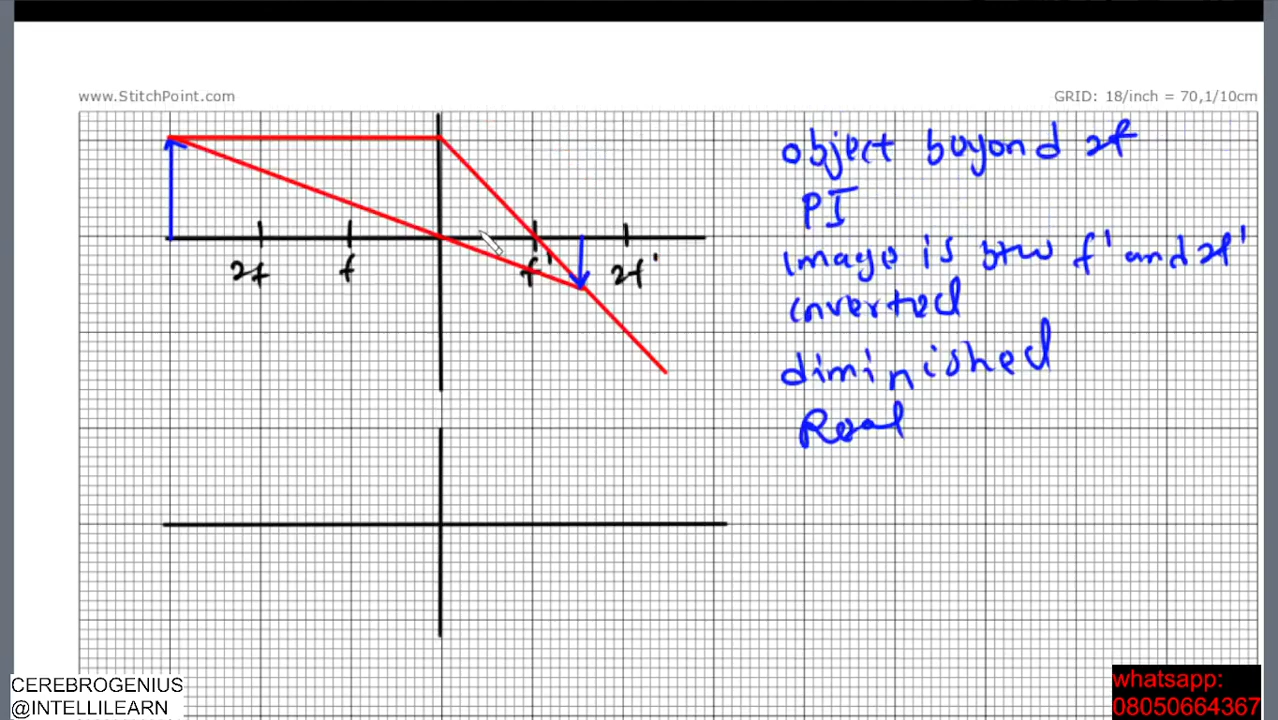 www.StitchPoint.com
GRID: 18/inch = 70,1/10cm
object beyond 2f
PI
2f
f
f'
2f'
Image is btw f' and 2f'
inverted
diminished
Real
CEREBROGENIUS
@INTELLILEARN
whatsapp:
08050664367